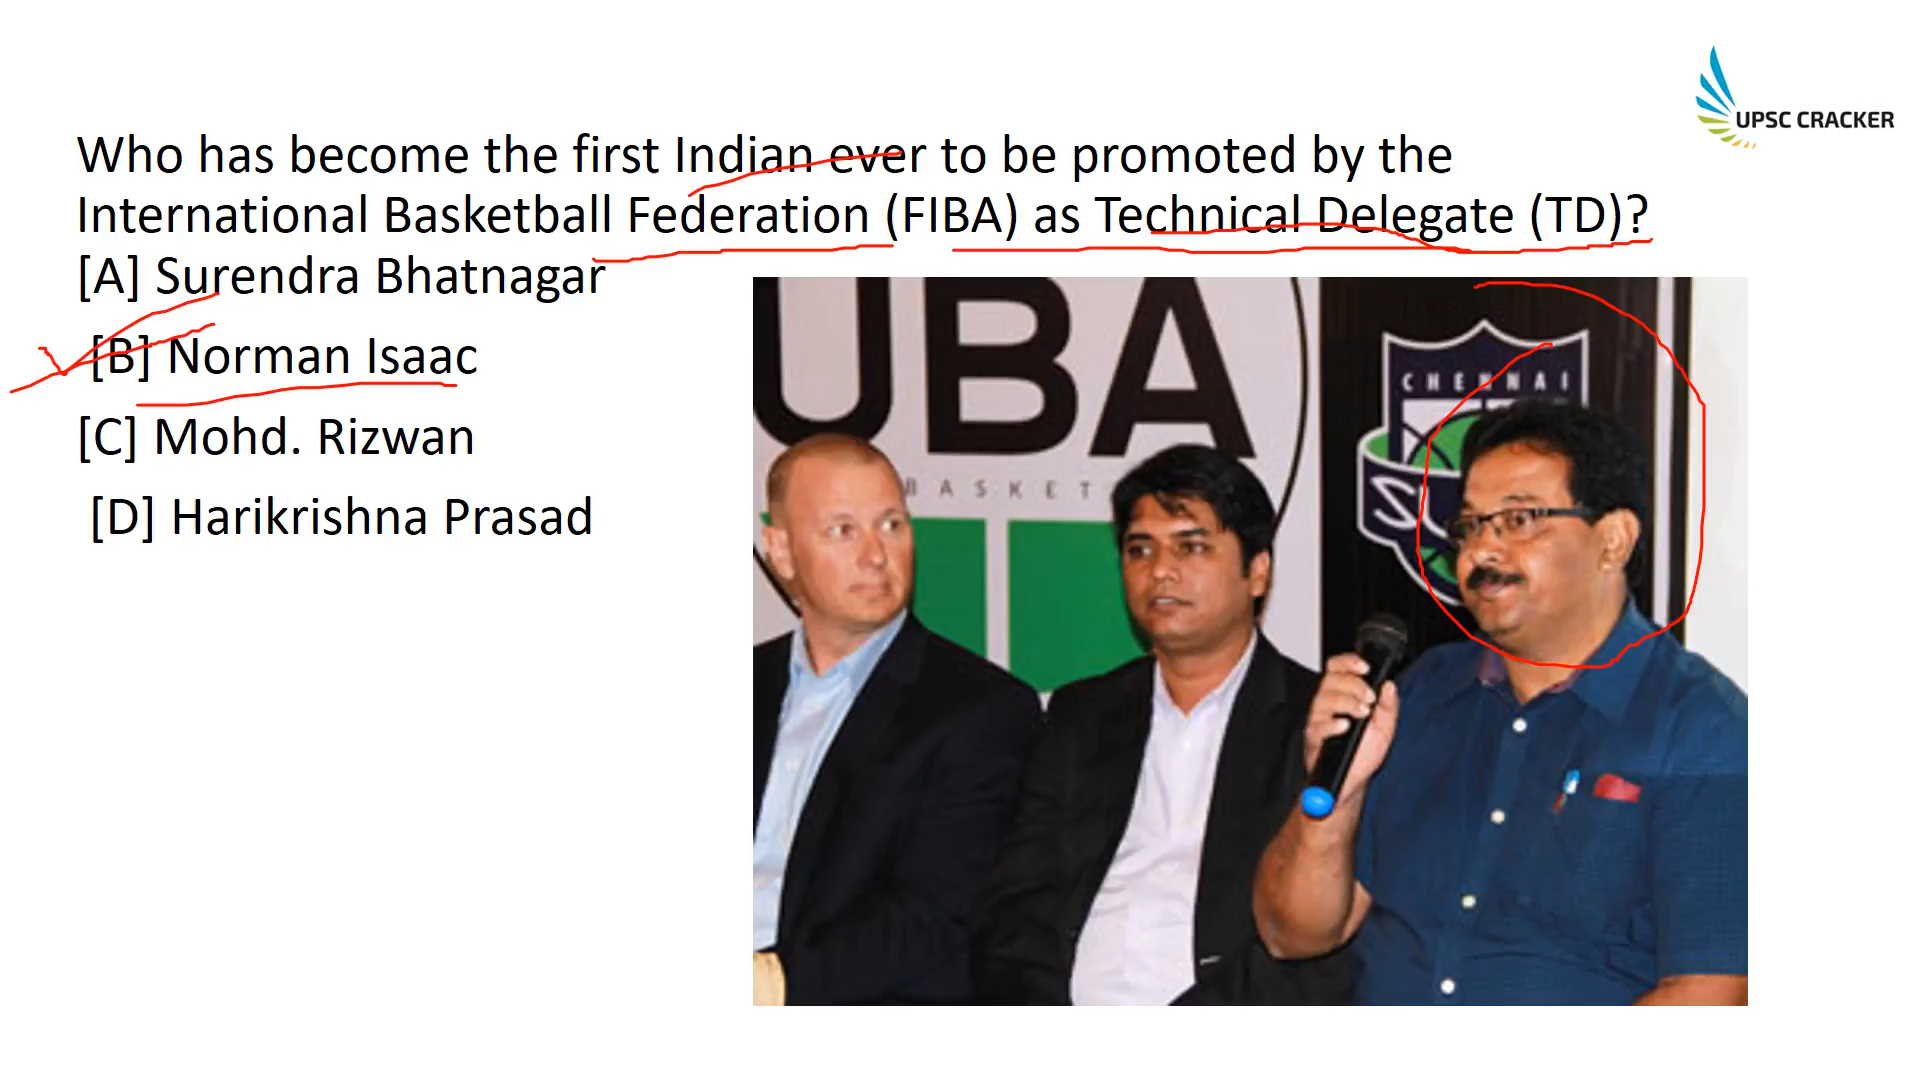 UPSC CRACKER
Who has become the first Indian ever to be promoted by the
International Basketball Federation (FIBA) as Technical Delegate (TD)?
[A] Surendra Bhatnagar
[B] Norman Isaac
[C] Mohd. Rizwan
[D] Harikrishna Prasad
UBA
BASKET
CHENNAI